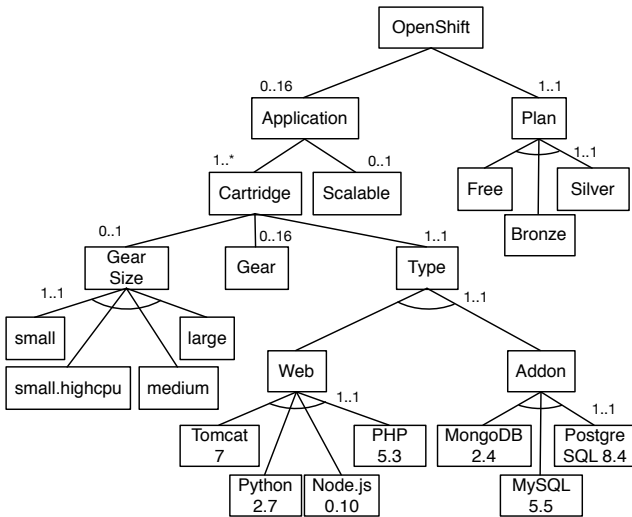 OpenShift
0..16
1..1
Application
Plan
1..*
0..1
1..1
Cartridge
Scalable
Free
Silver
Bronze
0..1
0..16
1..1
Gear
Size
Gear
Type
1..1
1..1
small
large
small.highcpu
medium
Web
Addon
1..1
1..1
Tomcat
7
PHP
5.3
MongoDB
2.4
Postgre
SQL 8.4
Python
2.7
Node.js
0.10
MySQL
5.5